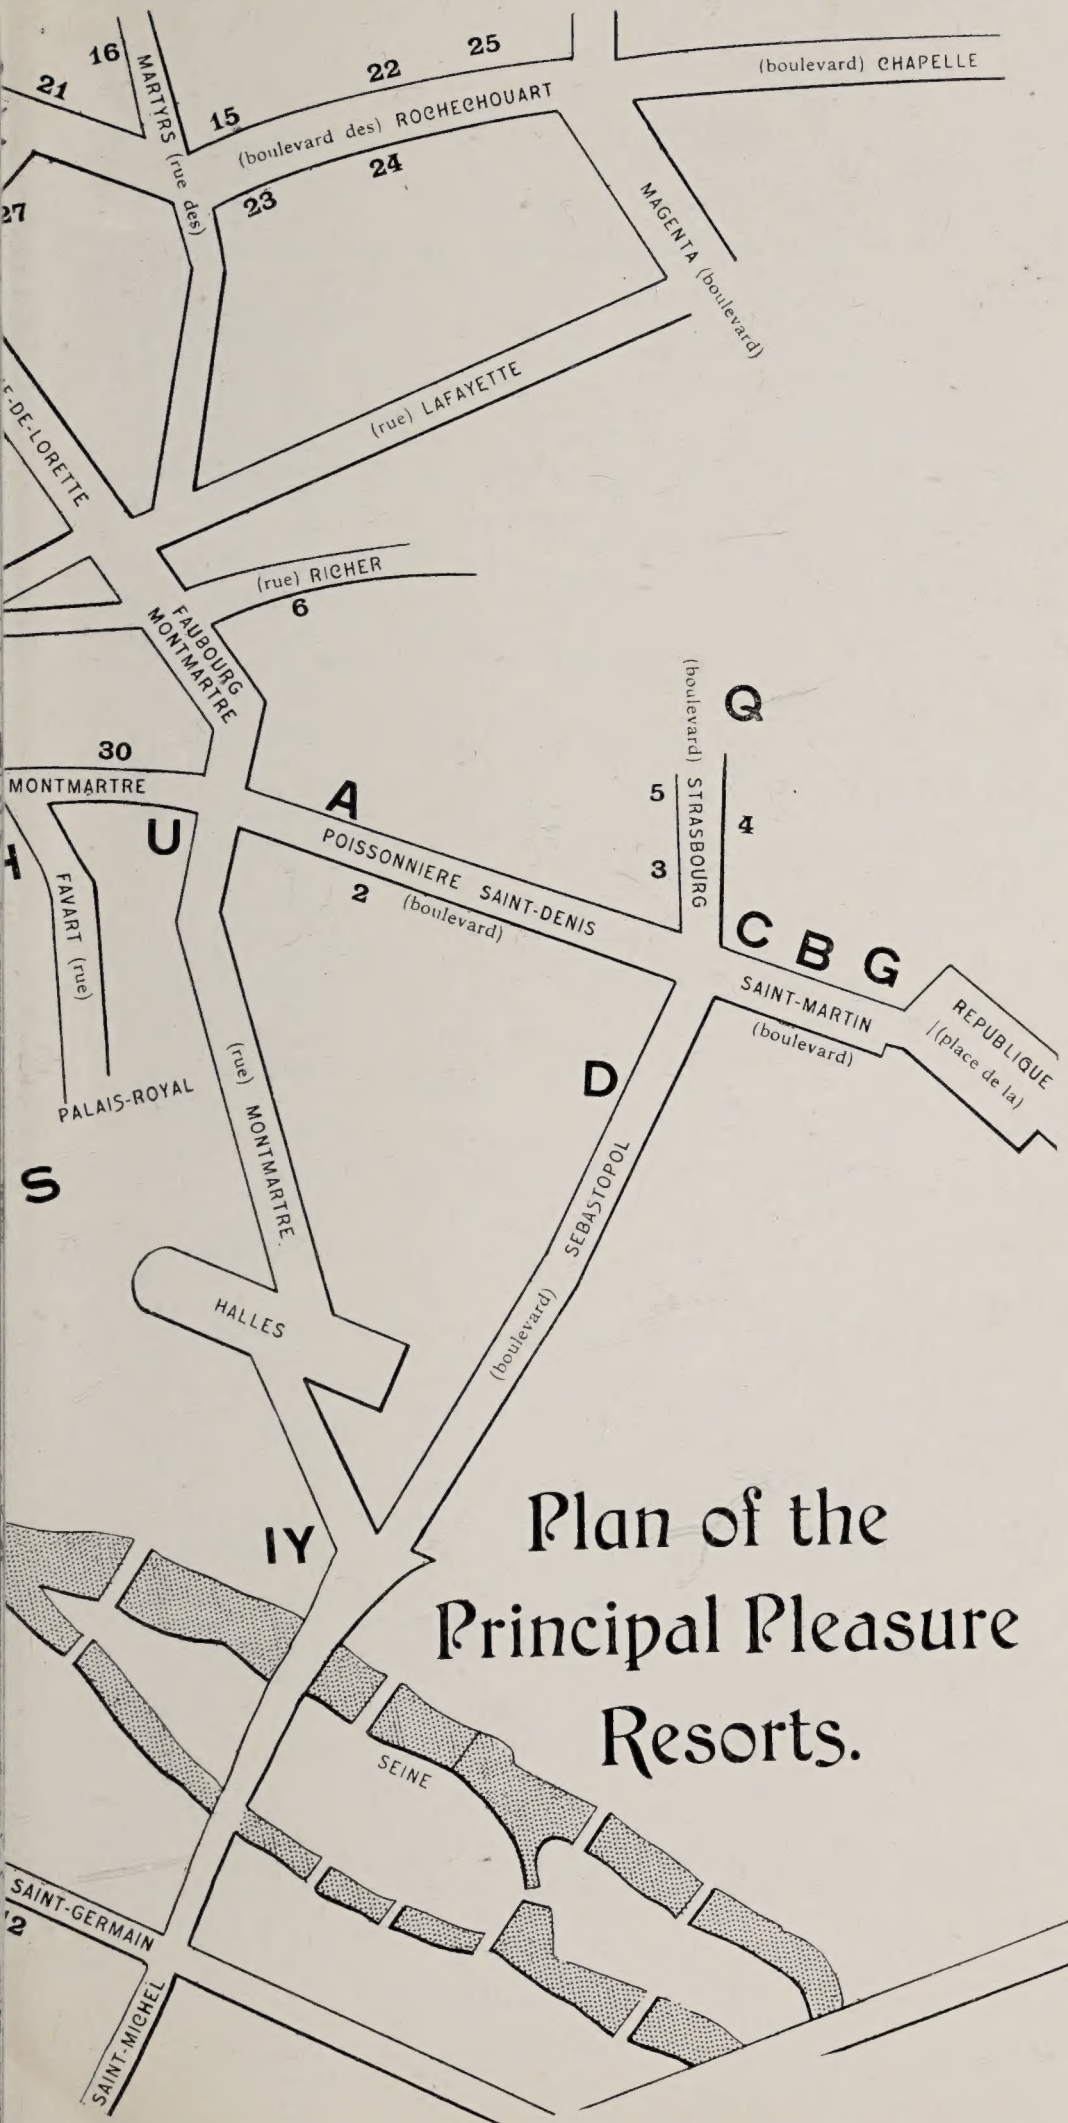 16
MARTYRS (rue des)
21
15
22
25
(boulevard des) ROCHECHOUART
(boulevard) CHAPELLE
24
23
27
MAGENTA (boulevard)
(rue) LAFAYETTE
E-DE-LORETTE
(rue) RICHER
6
FAUBOURG
MONTMARTRE
30
MONTMARTRE
U
A
POISSONNIERE SAINT-DENIS
2 (boulevard)
(boulevard) STRASBOURG
Q
5
4
3
H
FAVART (rue)
C B G
SAINT-MARTIN
(boulevard)
REPUBLIQUE
(place de la)
D
PALAIS-ROYAL
(rue) MONTMARTRE.
S
(boulevard) SEBASTOPOL
HALLES
IY
Plan of the
Principal Pleasure
Resorts.
SEINE
SAINT-GERMAIN
12
SAINT-MICHEL